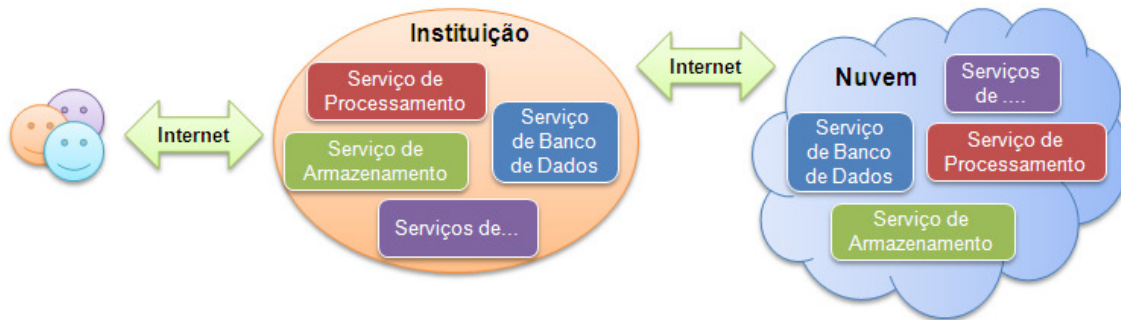 Internet
Instituição
Serviço de
Processamento
Serviço de
Armazenamento
Serviço
de Banco
de Dados
Serviços de...
Internet
Nuvem
Serviços
de ....
Serviço
de Banco
de Dados
Serviço de
Processamento
Serviço de
Armazenamento